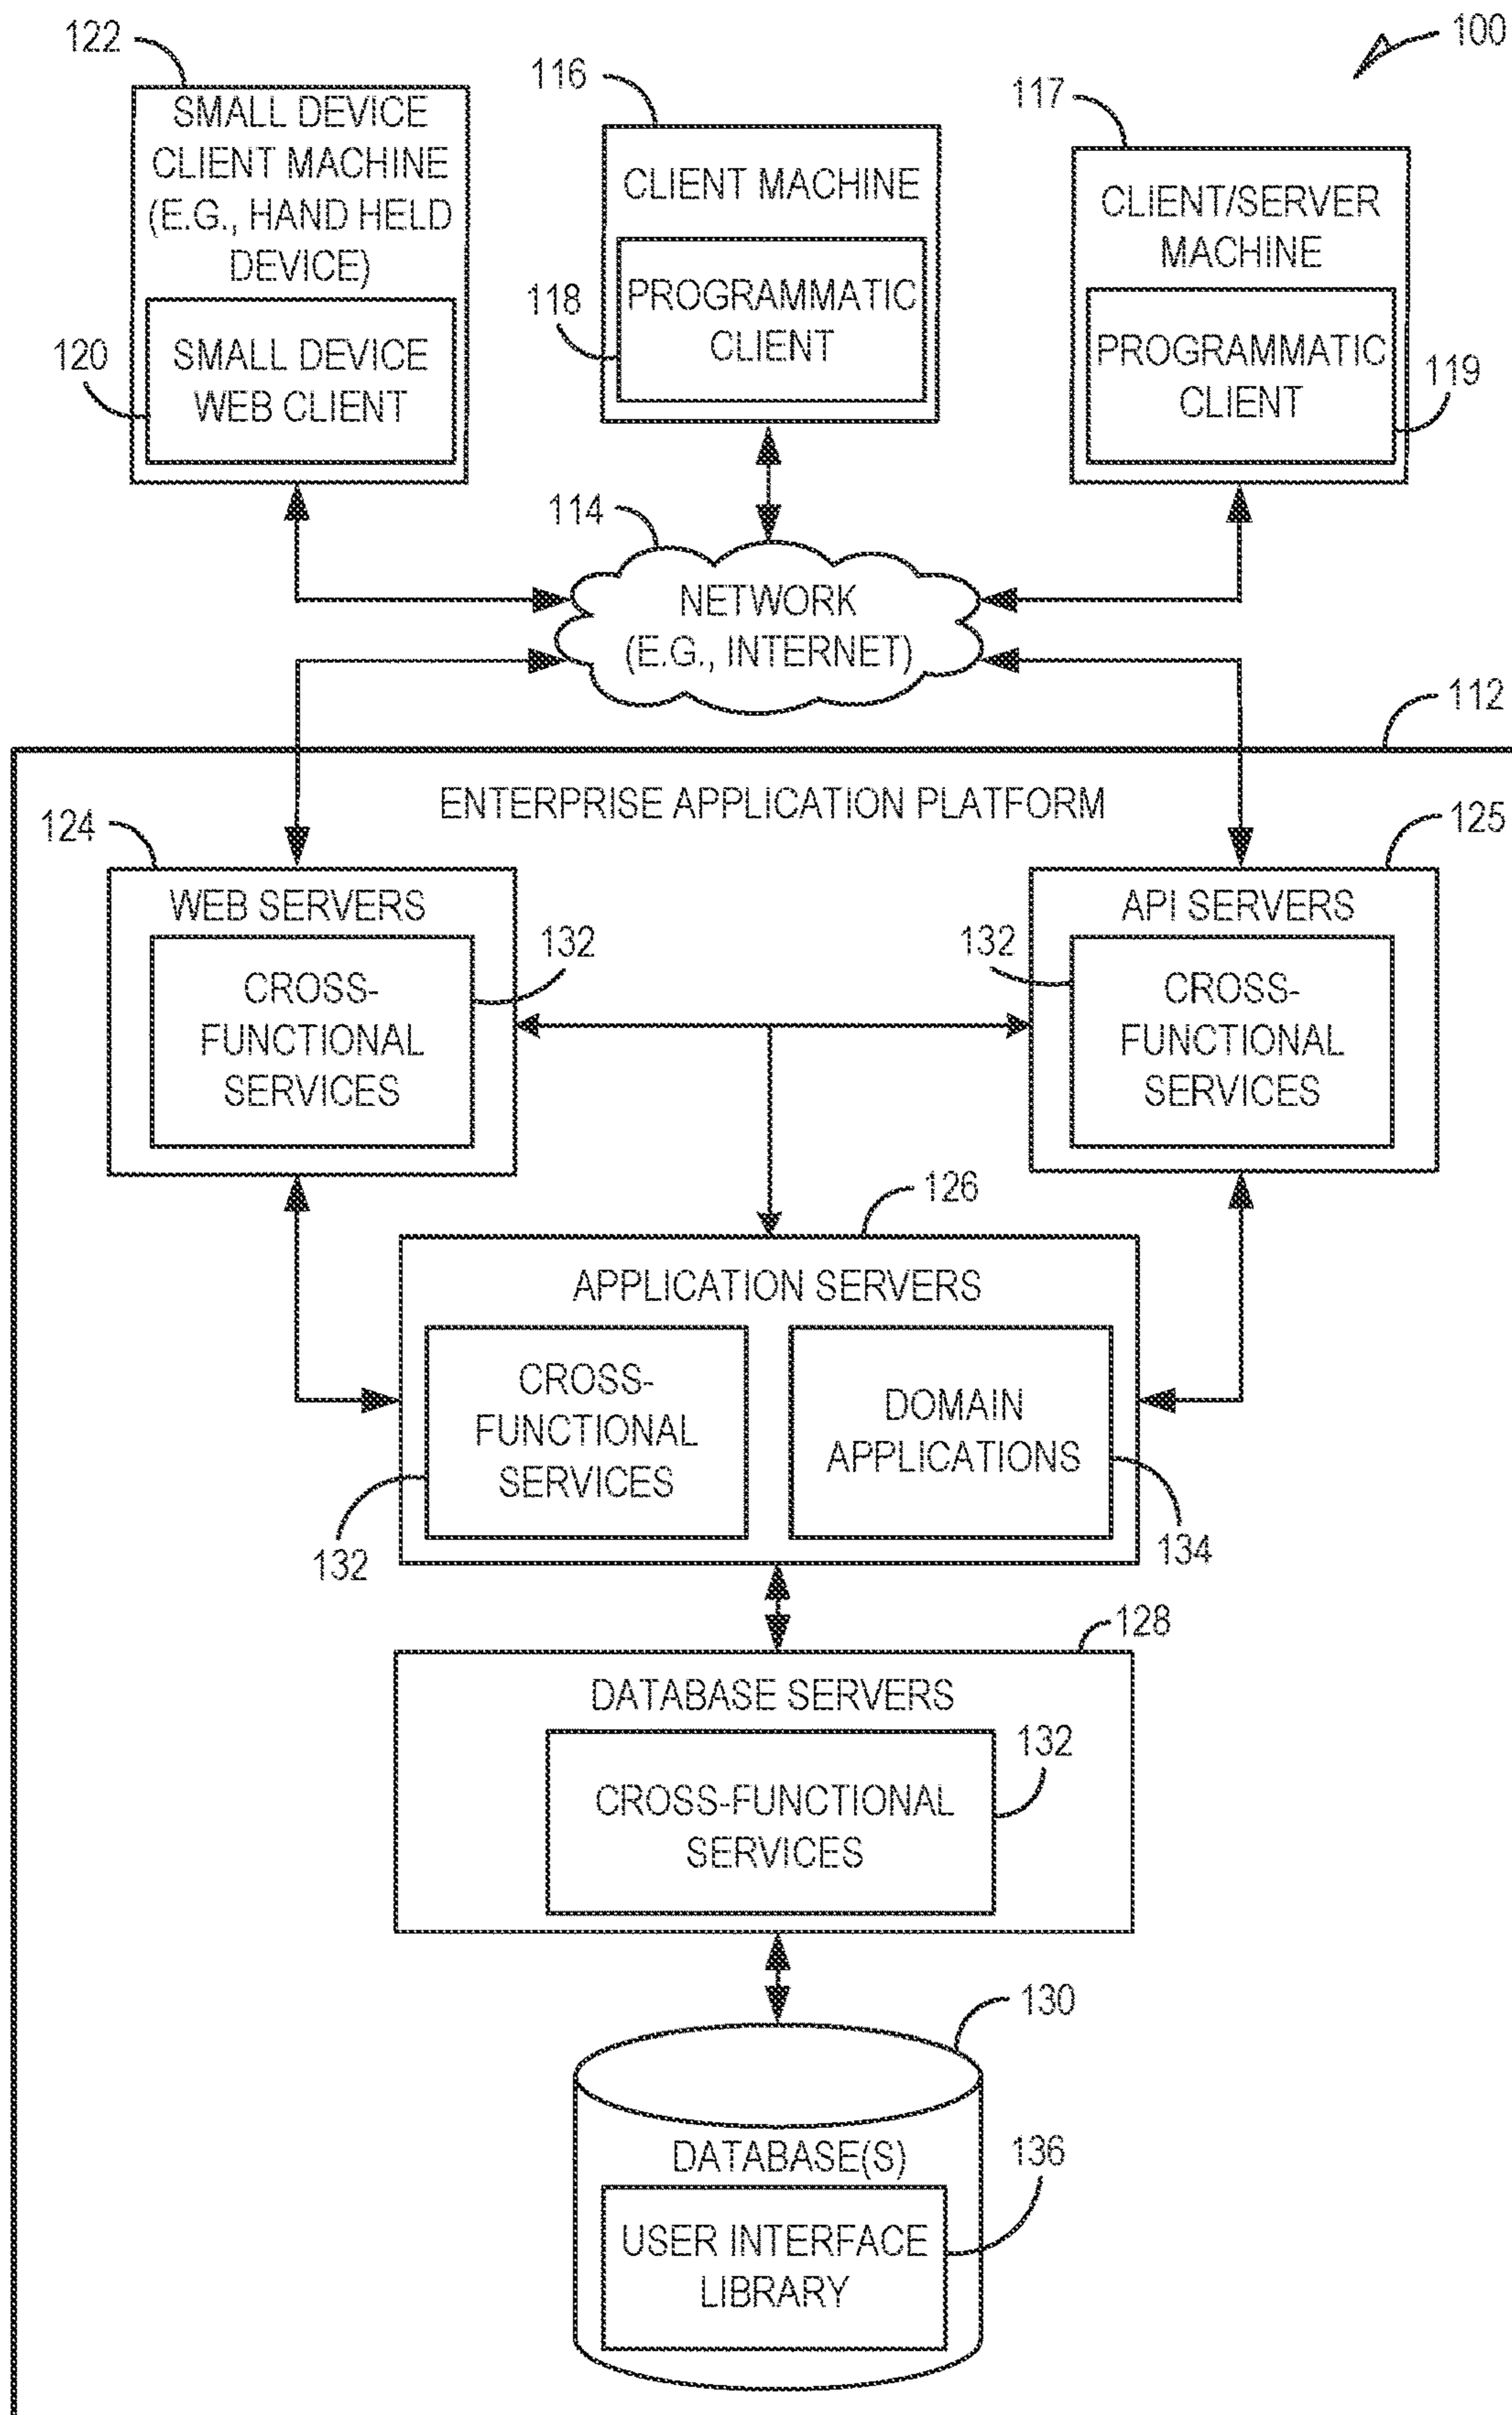 100
122
SMALL DEVICE
CLIENT MACHINE
(E.G., HAND HELD
DEVICE)
120
SMALL DEVICE
WEB CLIENT
116
CLIENT MACHINE
118
PROGRAMMATIC
CLIENT
117
CLIENT/SERVER
MACHINE
PROGRAMMATIC
CLIENT
119
114
NETWORK
(E.G., INTERNET)
112
ENTERPRISE APPLICATION PLATFORM
124
WEB SERVERS
132
CROSS-
FUNCTIONAL
SERVICES
125
API SERVERS
132
CROSS-
FUNCTIONAL
SERVICES
126
APPLICATION SERVERS
CROSS-
FUNCTIONAL
SERVICES
132
DOMAIN
APPLICATIONS
134
128
DATABASE SERVERS
132
CROSS-FUNCTIONAL
SERVICES
130
DATABASE(S)
136
USER INTERFACE
LIBRARY